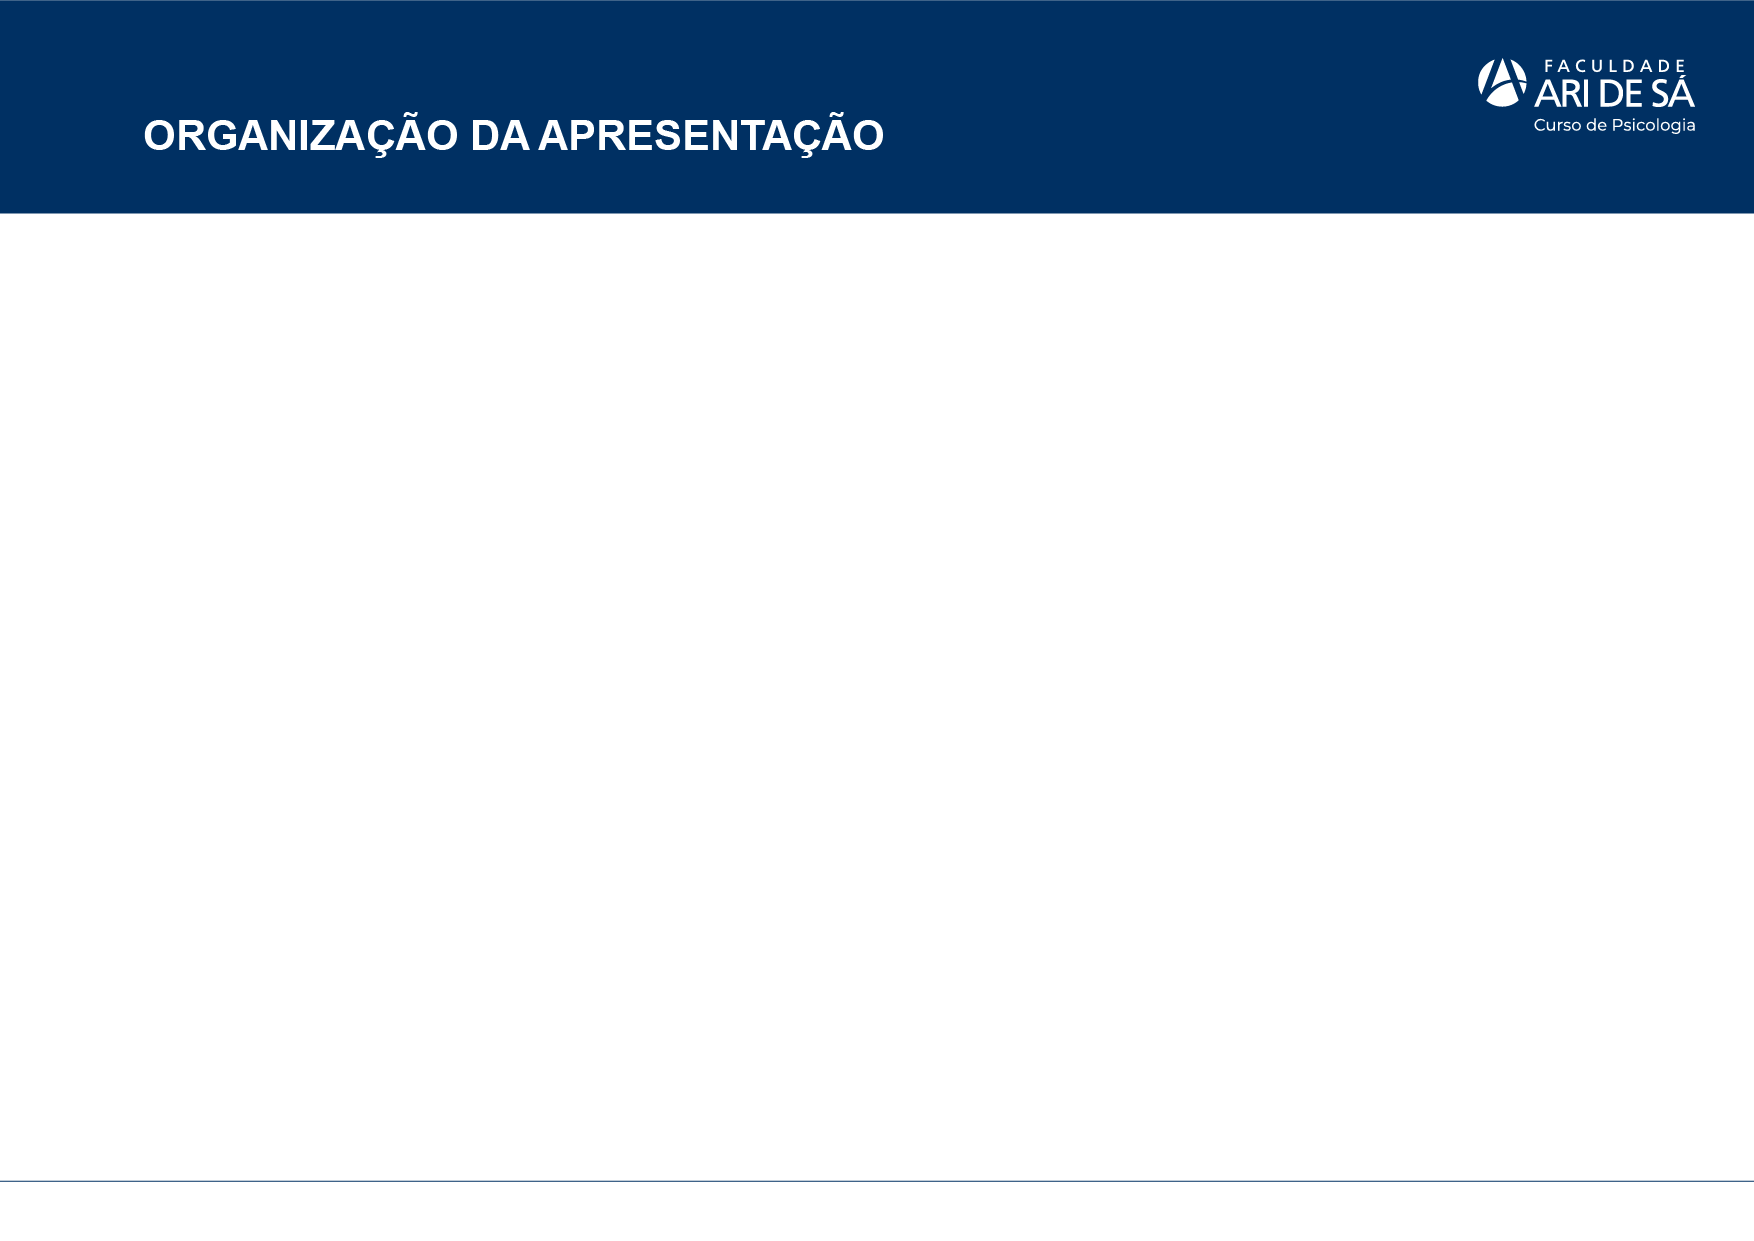 FACULDADE
ARI DE SÁ
Curso de Psicologia
ORGANIZAÇÃO DA APRESENTAÇÃO